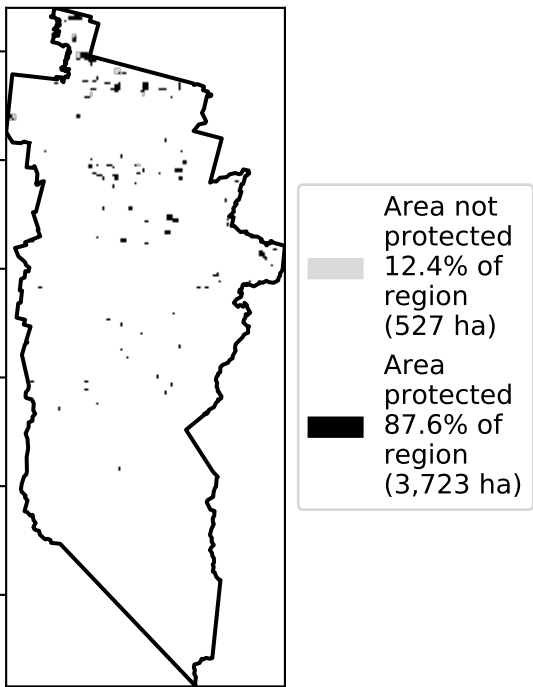 Area not
protected
12.4% of
region
(527 ha)
Area
protected
87.6% of
region
(3,723 ha)